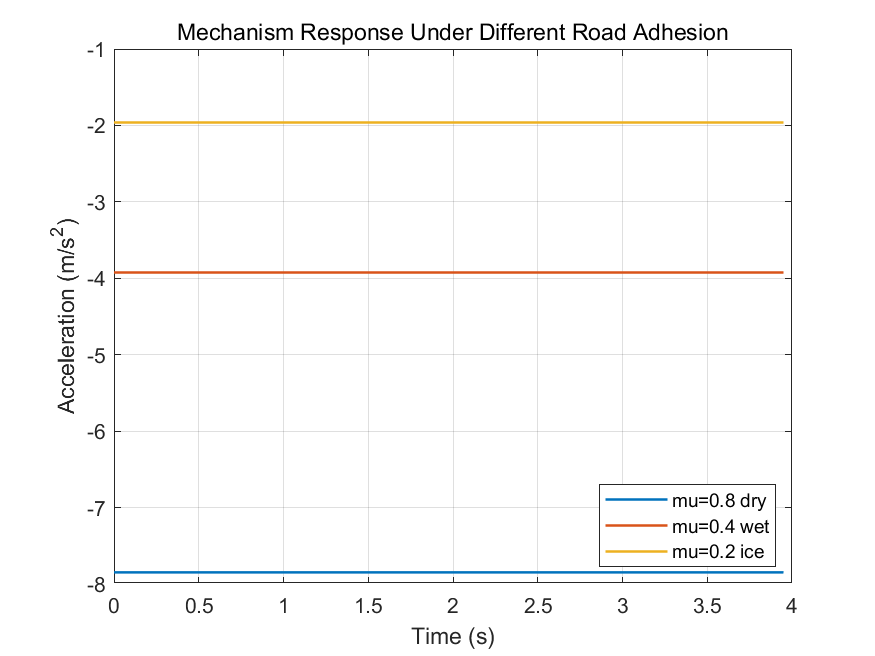 Mechanism Response Under Different Road Adhesion
-1
-2
-3
-4
-5
-6
-7
-8
Acceleration (m/s²)
mu=0.8 dry
mu=0.4 wet
mu=0.2 ice
0 0.5 1 1.5 2 2.5 3 3.5 4
Time (s)